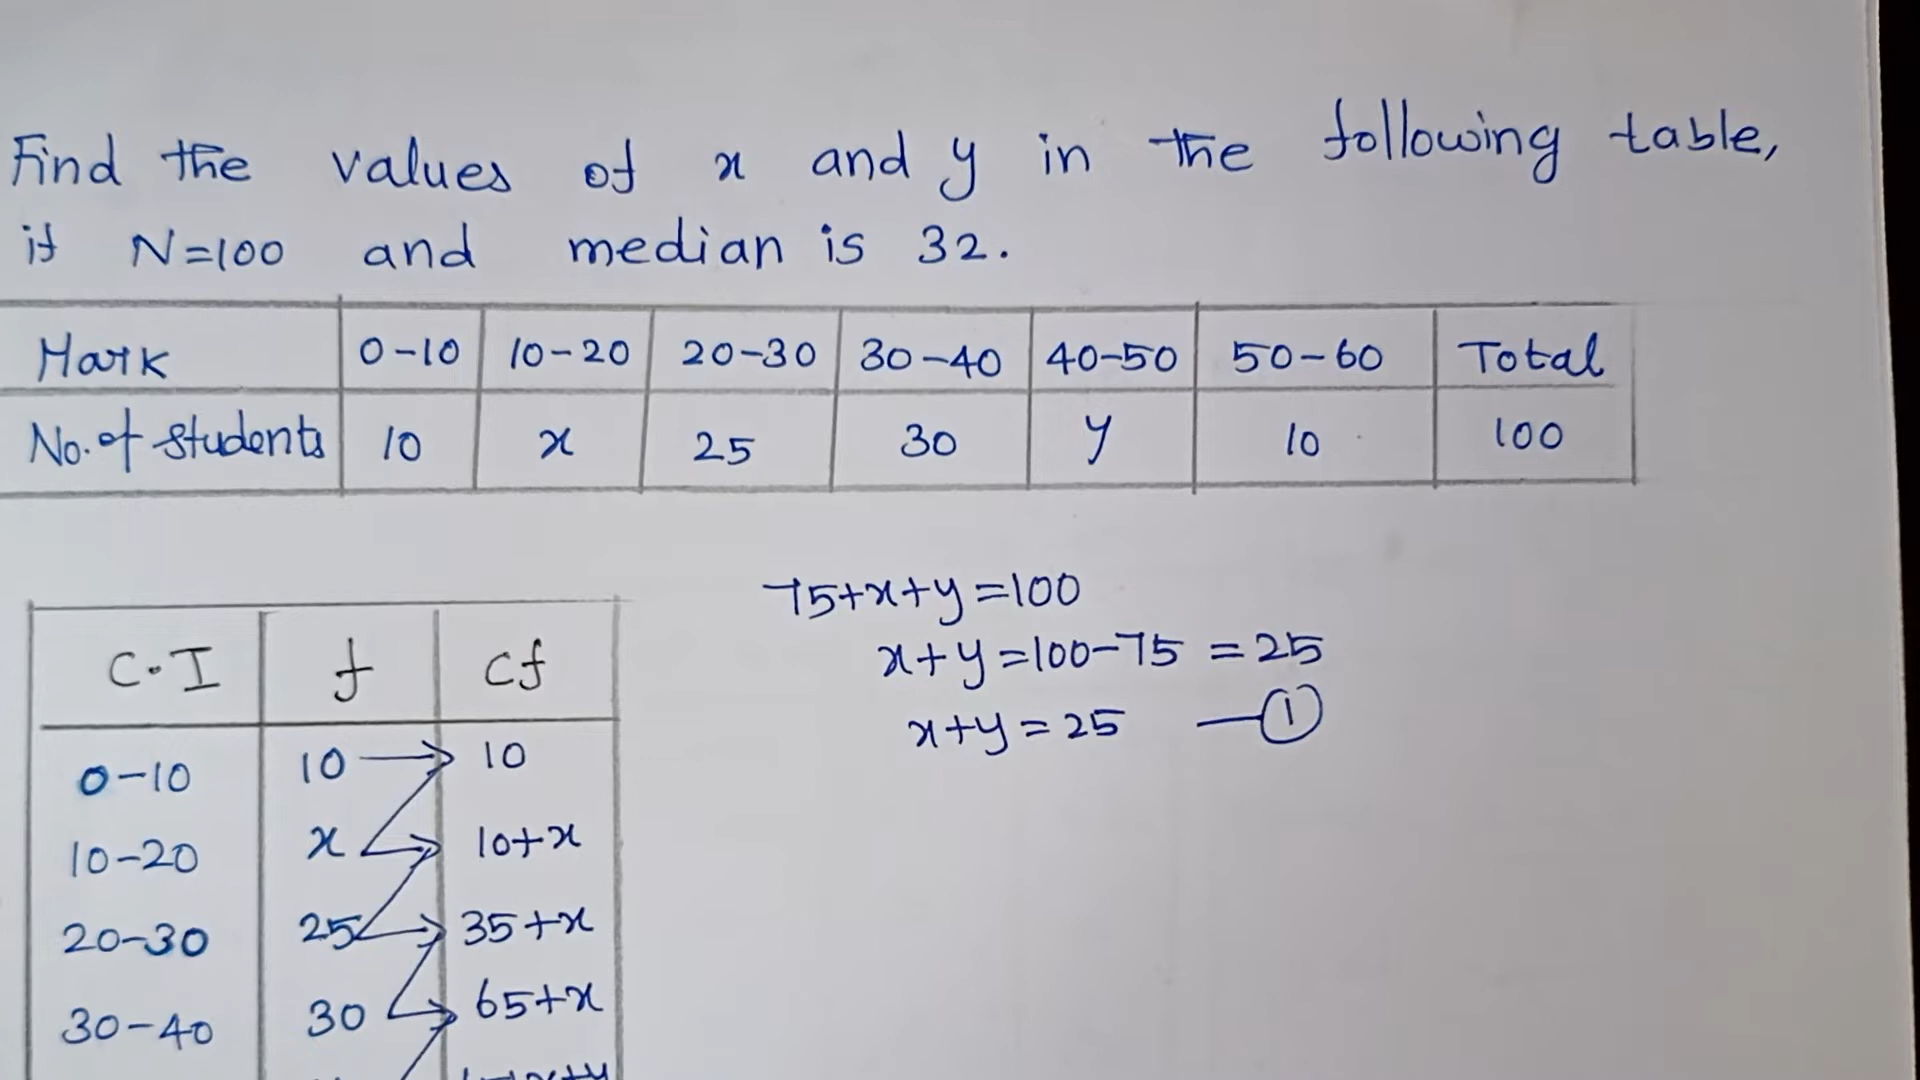 Find the values of x and y in the following table,
if N=100 and median is 32.
Mark 0-10 10-20 20-30 30-40 40-50 50-60 Total
No. of students 10 x 25 30 y 10 100
75+x+y=100
x+y=100-75 =25
x+y=25 —①
C.I f Cf
0-10 10 10
10-20 x 10+x
20-30 25 35+x
30-40 30 65+x